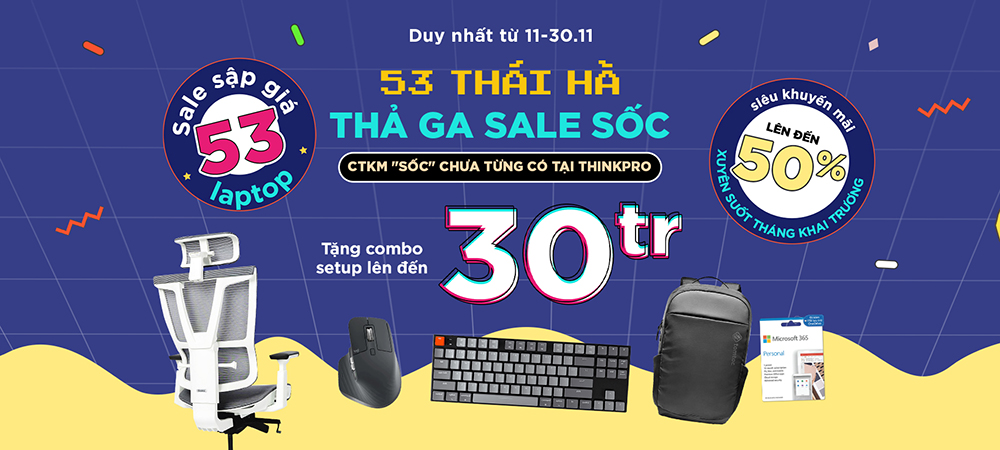 Duy nhất từ 11-30.11
53 THÁI HÀ
THẢ GA SALE SỐC
CTKM "SỐC" CHƯA TỪNG CÓ TẠI THINKPRO
Sale sập giá
53
laptop
siêu khuyến mãi
LÊN ĐẾN
50%
XUYÊN SUỐT THÁNG KHAI TRƯƠNG
Tặng combo
setup lên đến
30tr
Microsoft 365
Personal